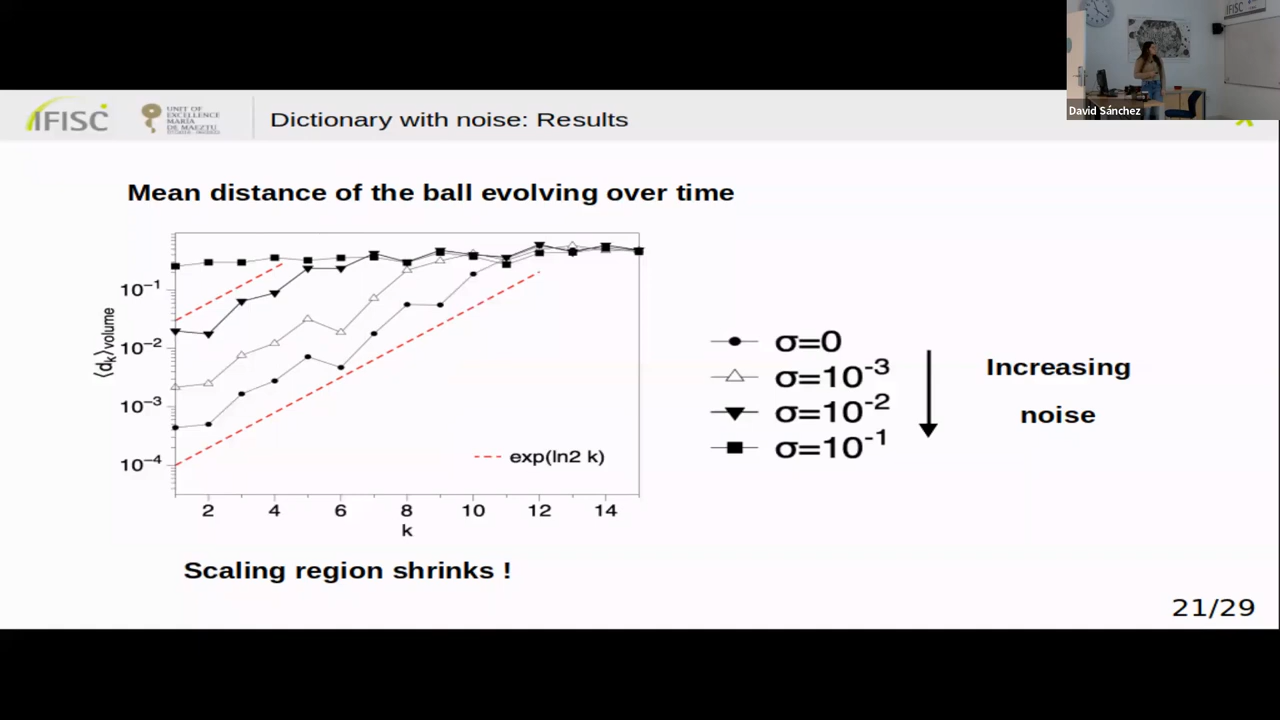 IFISC
David Sánchez
IFISC
UNIT OF
EXCELLENCE
MARÍA
DE MAEZTU
Dictionary with noise: Results
Mean distance of the ball evolving over time
10⁻¹
10⁻²
10⁻³
10⁻⁴
⟨dₖ⟩volume
exp(ln2 k)
2 4 6 8 10 12 14
k
σ=0
σ=10⁻³
σ=10⁻²
σ=10⁻¹
Increasing
noise
Scaling region shrinks !
21/29